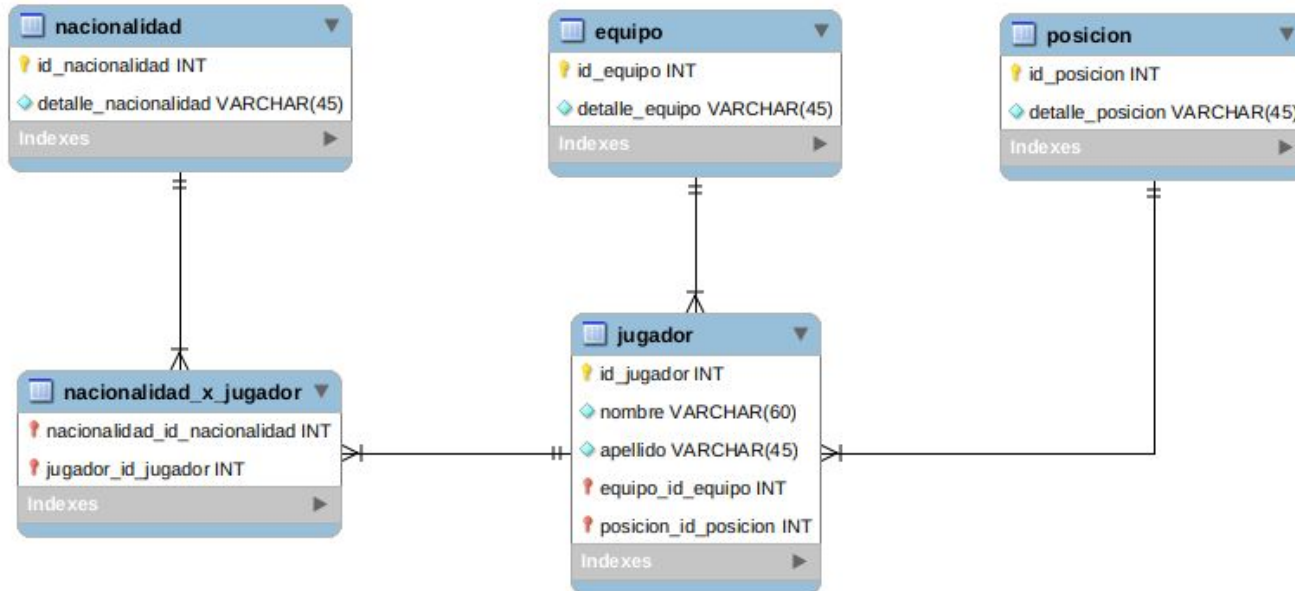 nacionalidad
id_nacionalidad INT
detalle_nacionalidad VARCHAR(45)
Indexes
equipo
id_equipo INT
detalle_equipo VARCHAR(45)
Indexes
posicion
id_posicion INT
detalle_posicion VARCHAR(45)
Indexes
nacionalidad_x_jugador
nacionalidad_id_nacionalidad INT
jugador_id_jugador INT
Indexes
jugador
id_jugador INT
nombre VARCHAR(60)
apellido VARCHAR(45)
equipo_id_equipo INT
posicion_id_posicion INT
Indexes